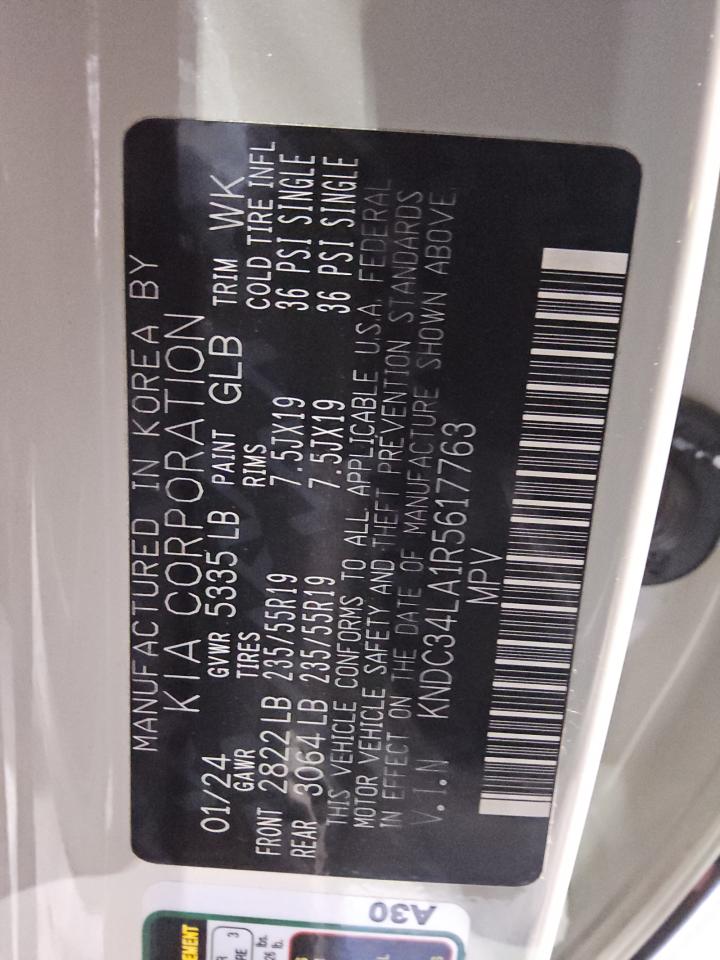 MANUFACTURED IN KOREA BY
KIA CORPORATION
01/24 GVWR 5335 LB PAINT GLB TRIM WK
GAWR TIRES RIMS COLD TIRE INFL
FRONT 2822 LB 235/55R19 7.5JX19 36 PSI SINGLE
REAR 3064 LB 235/55R19 7.5JX19 36 PSI SINGLE
THIS VEHICLE CONFORMS TO ALL APPLICABLE U.S.A. FEDERAL
MOTOR VEHICLE SAFETY AND THEFT PREVENTION STANDARDS
IN EFFECT ON THE DATE OF MANUFACTURE SHOWN ABOVE.
V.I.N KNDC34LA1R5617763
MPV
A30